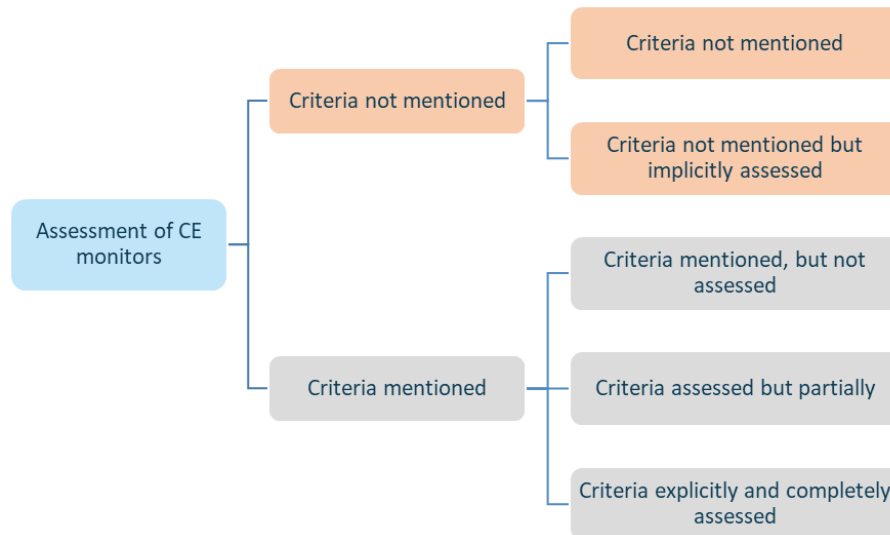 Assessment of CE
monitors
Criteria not mentioned
Criteria not mentioned
Criteria not mentioned but
implicitly assessed
Criteria mentioned
Criteria mentioned, but not
assessed
Criteria assessed but partially
Criteria explicitly and completely
assessed